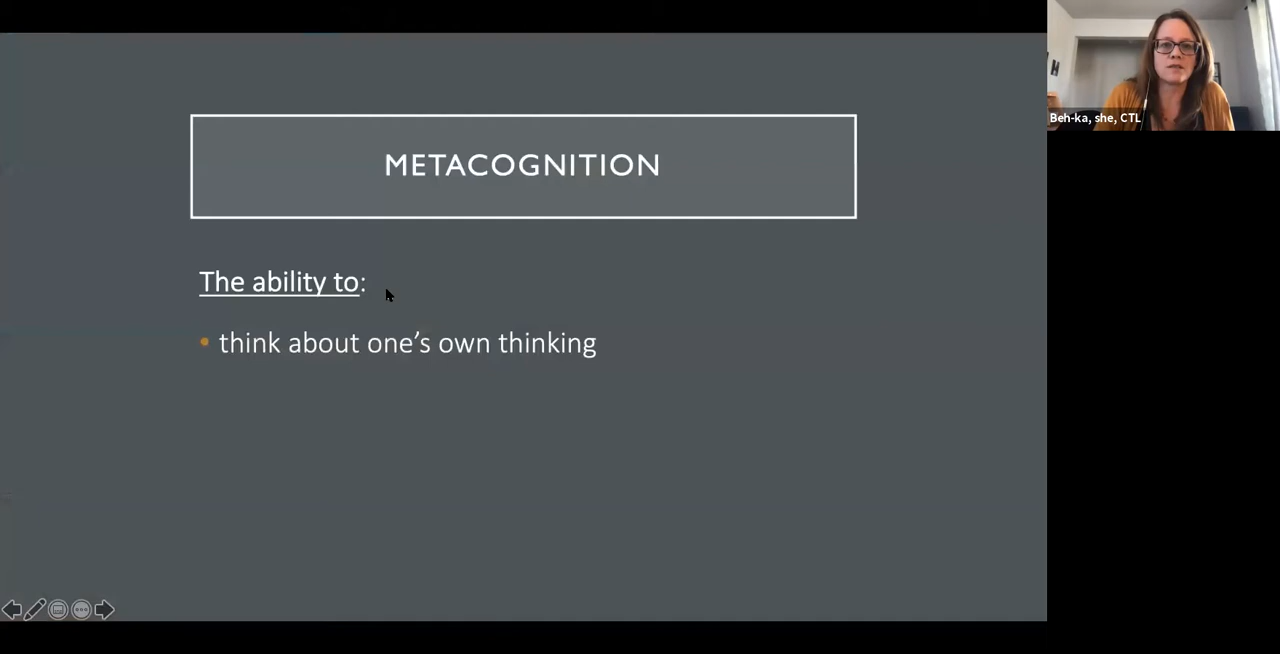 METACOGNITION
The ability to:
• think about one’s own thinking
Beh-ka, she, CTL